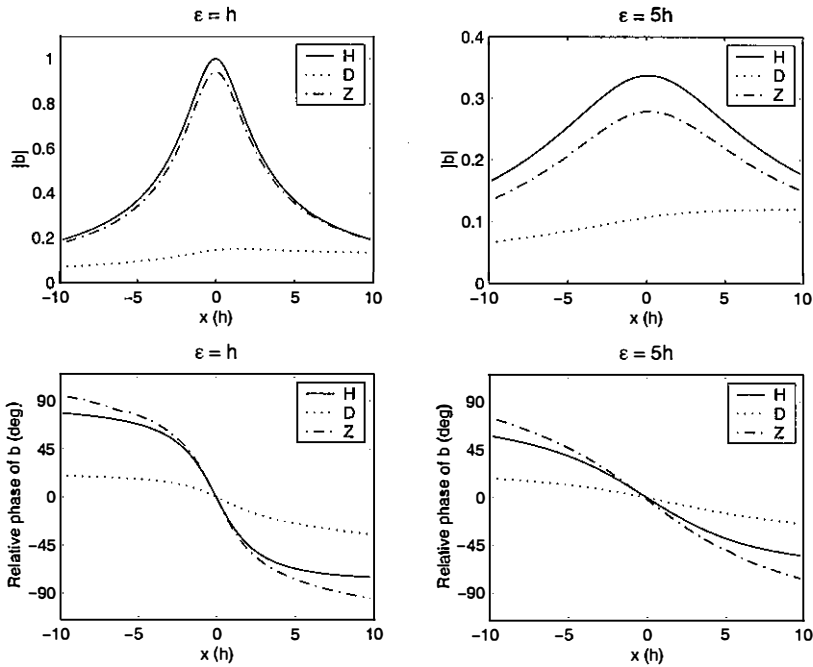 ε = h
|b|
1
0.8
0.6
0.4
0.2
0
−10
−5
0
5
10
x (h)
H
D
Z
ε = 5h
|b|
0.4
0.3
0.2
0.1
0
−10
−5
0
5
10
x (h)
H
D
Z
ε = h
Relative phase of b (deg)
90
45
0
−45
−90
−10
−5
0
5
10
x (h)
H
D
Z
ε = 5h
Relative phase of b (deg)
90
45
0
−45
−90
−10
−5
0
5
10
x (h)
H
D
Z